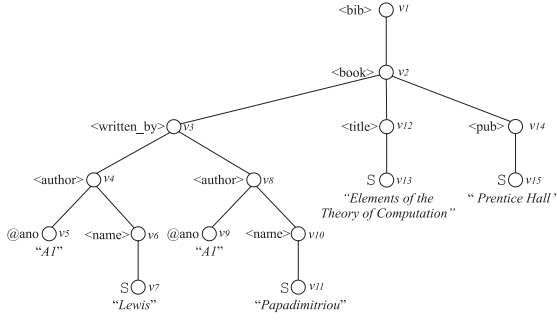 <bib> v1
<book> v2
<written_by> v3 <title> v12 <pub> v14
<author> v4 <author> v8 S v13 S v15
"Elements of the " Prentice Hall "
Theory of Computation"
@ano v5 <name> v6 @ano v9 <name> v10
"A1" "A1"
S v7 S v11
"Lewis" "Papadimitriou"